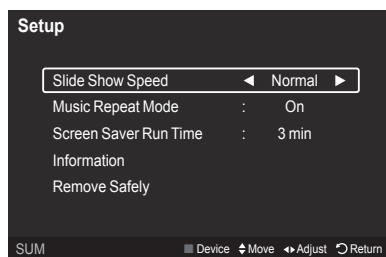 Setup
Slide Show Speed ◀ Normal ▶
Music Repeat Mode : On
Screen Saver Run Time : 3 min
Information
Remove Safely
SUM Device Move Adjust Return